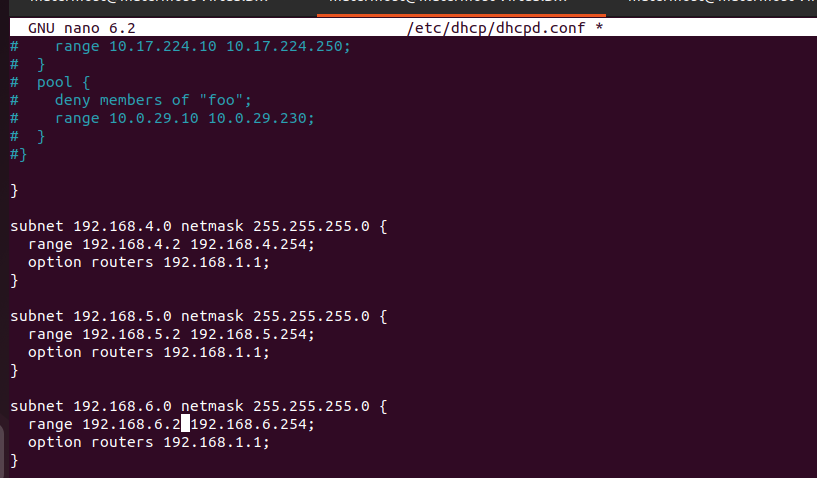 GNU nano 6.2 /etc/dhcp/dhcpd.conf *
#    range 10.17.224.10 10.17.224.250;
#  }
#  pool {
#    deny members of "foo";
#    range 10.0.29.10 10.0.29.230;
#  }
#}
}
subnet 192.168.4.0 netmask 255.255.255.0 {
  range 192.168.4.2 192.168.4.254;
  option routers 192.168.1.1;
}
subnet 192.168.5.0 netmask 255.255.255.0 {
  range 192.168.5.2 192.168.5.254;
  option routers 192.168.1.1;
}
subnet 192.168.6.0 netmask 255.255.255.0 {
  range 192.168.6.2 192.168.6.254;
  option routers 192.168.1.1;
}